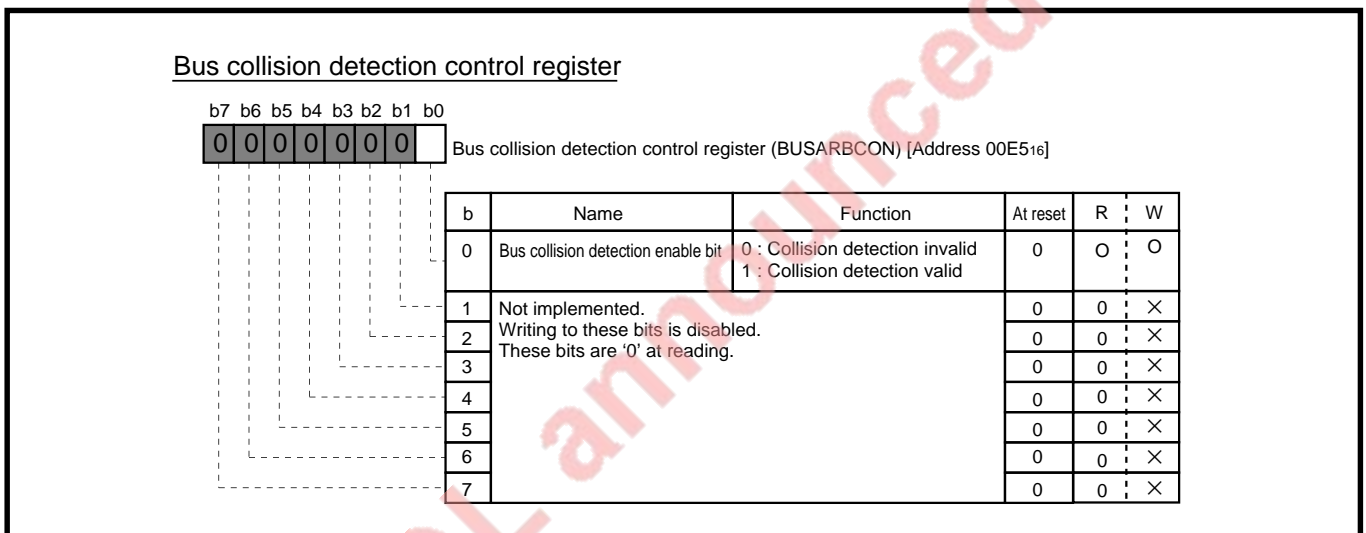 Bus collision detection control register
b7 b6 b5 b4 b3 b2 b1 b0
0 0 0 0 0 0 0
Bus collision detection control register (BUSARBCON) [Address 00E516]
b Name Function At reset R W
0 Bus collision detection enable bit 0 : Collision detection invalid 0 O O
1 : Collision detection valid
1 Not implemented. 0 0 ×
2 Writing to these bits is disabled. 0 0 ×
3 These bits are ‘0’ at reading. 0 0 ×
4 0 0 ×
5 0 0 ×
6 0 0 ×
7 0 0 ×
L announced